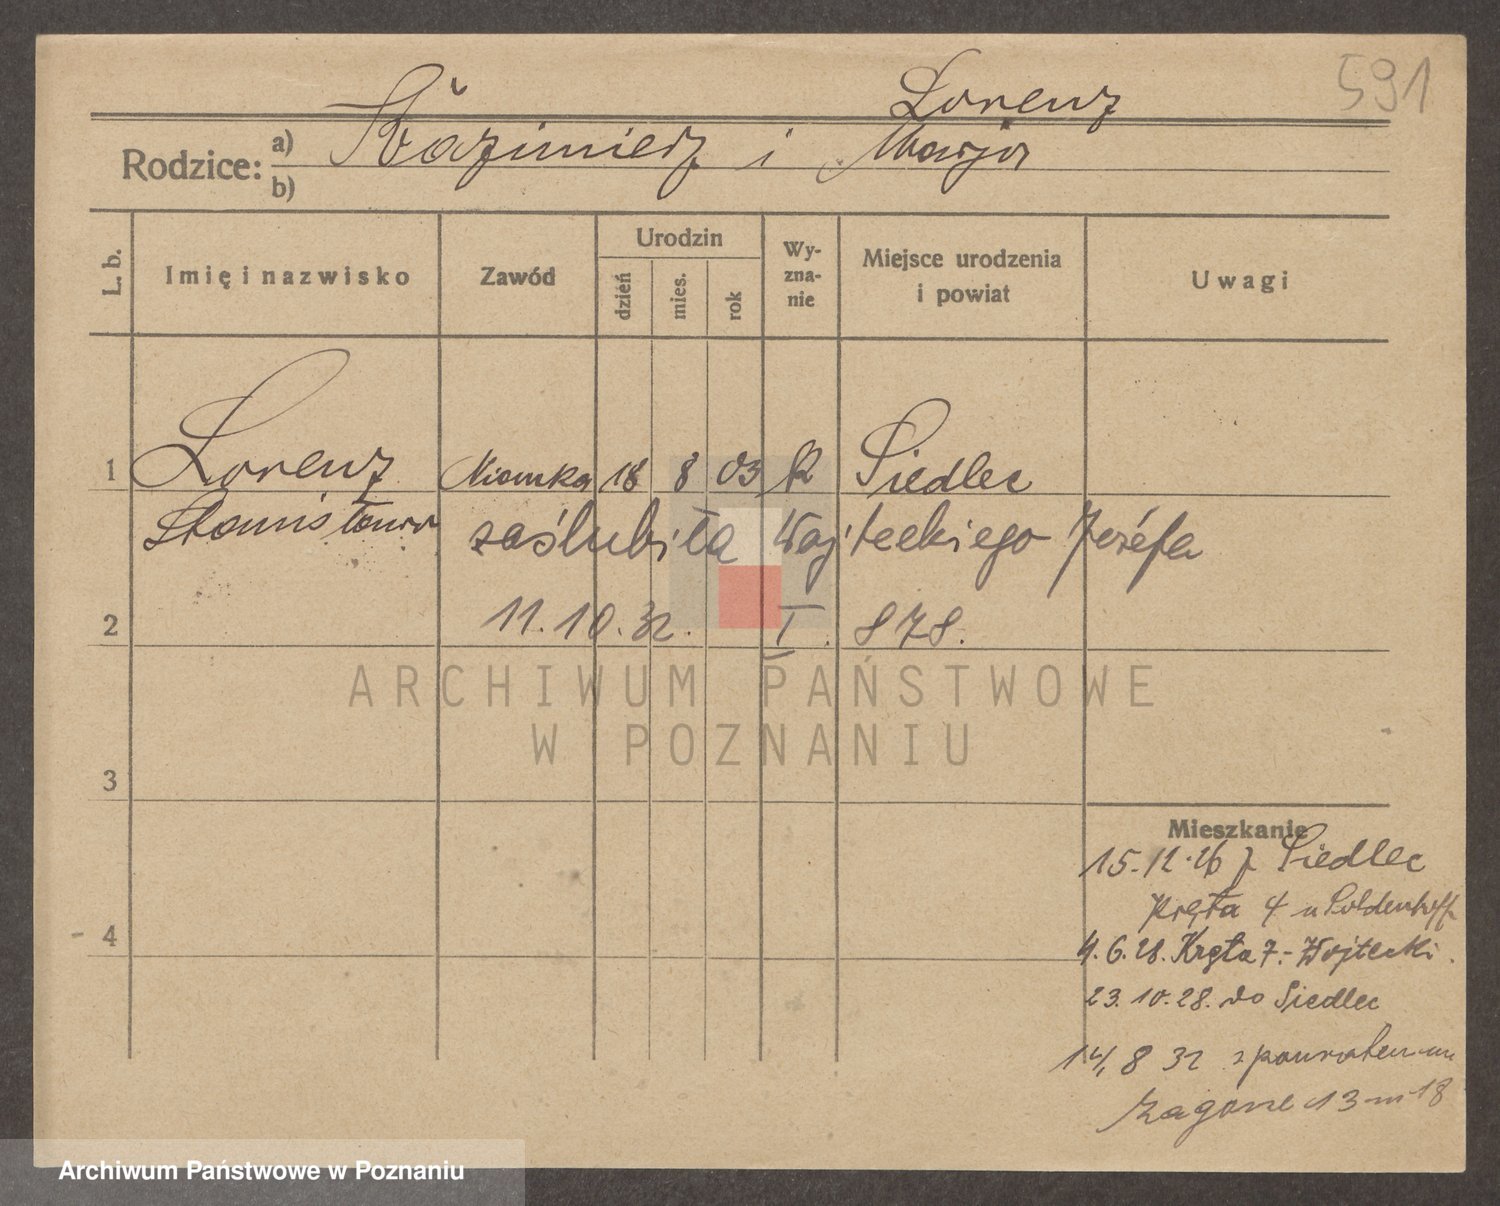 591
Lorenz
Rodzice: a) Kazimierz i Marja
b)
L. b. Imię i nazwisko Zawód Urodzin dzień mies. rok Wy-zna-nie Miejsce urodzenia i powiat Uwagi
1 Lorenz Niańka 18 8 03 k Siedlec
Stanisława zaślubiła Wojteckiego Józefa
2 11.10.32. I 878.
ARCHIWUM PAŃSTWOWE
W POZNANIU
3
Mieszkanie
15.12.26 z Siedlec
Kręta 4 u Soldenhoff
4
4.6.28. Kręta 7.- Wojtecki.
23.10.28. do Siedlec
14, 8 32 z powrotem
13 m 18
Archiwum Państwowe w Poznaniu